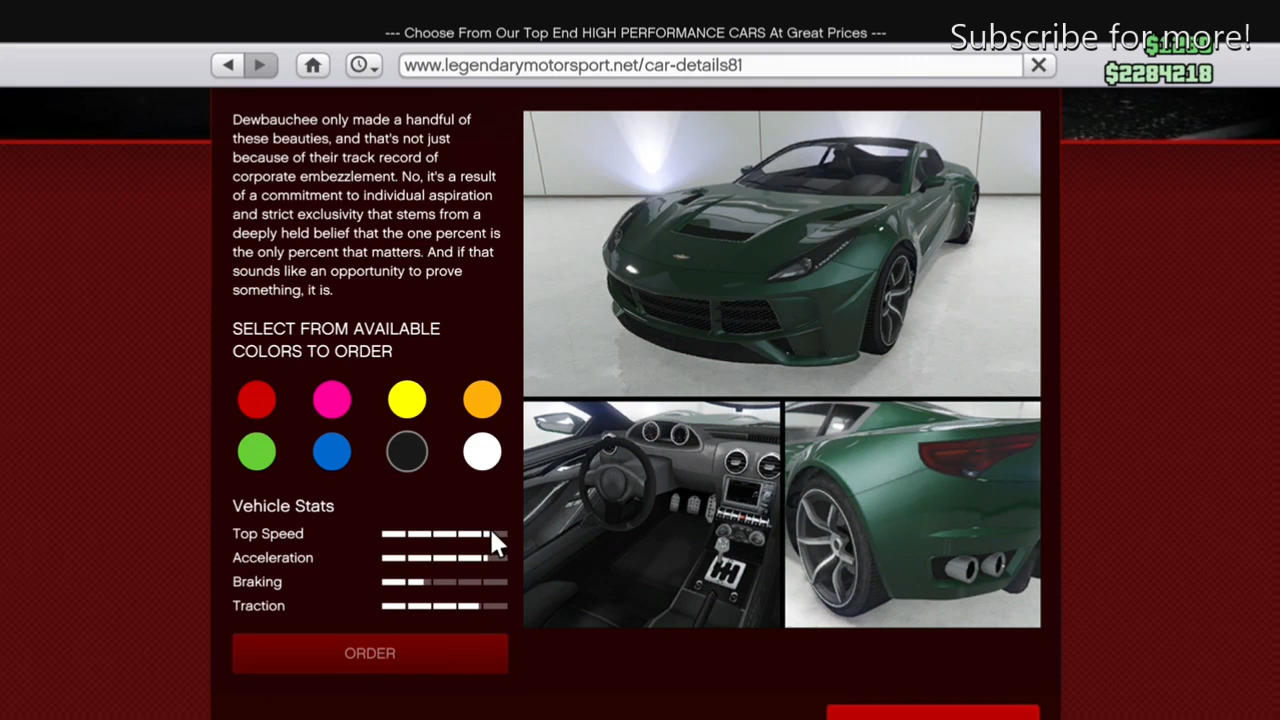 --- Choose From Our Top End HIGH PERFORMANCE CARS At Great Prices ---
Subscribe for more!
www.legendarymotorsport.net/car-details81
$2284218
Dewbauchee only made a handful of
these beauties, and that's not just
because of their track record of
corporate embezzlement. No, it's a result
of a commitment to individual aspiration
and strict exclusivity that stems from a
deeply held belief that the one percent is
the only percent that matters. And if that
sounds like an opportunity to prove
something, it is.
SELECT FROM AVAILABLE
COLORS TO ORDER
Vehicle Stats
Top Speed
Acceleration
Braking
Traction
ORDER